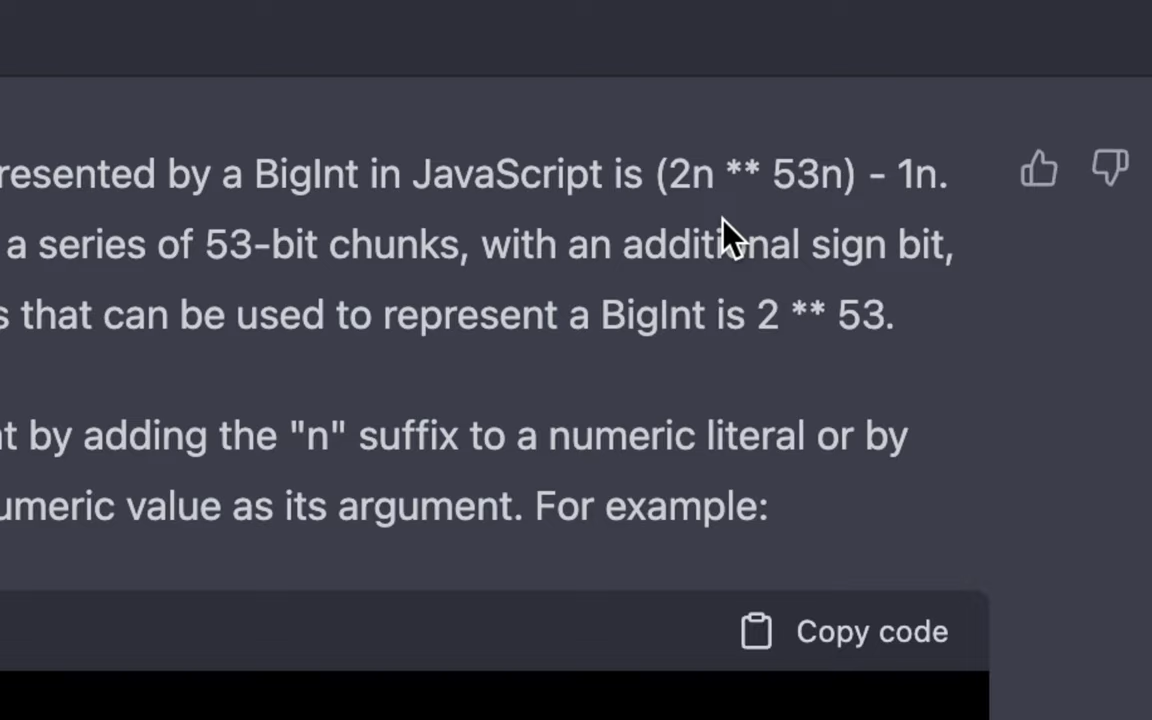 resented by a BigInt in JavaScript is (2n ** 53n) - 1n.
a series of 53-bit chunks, with an additional sign bit,
s that can be used to represent a BigInt is 2 ** 53.
t by adding the "n" suffix to a numeric literal or by
umeric value as its argument. For example:
Copy code